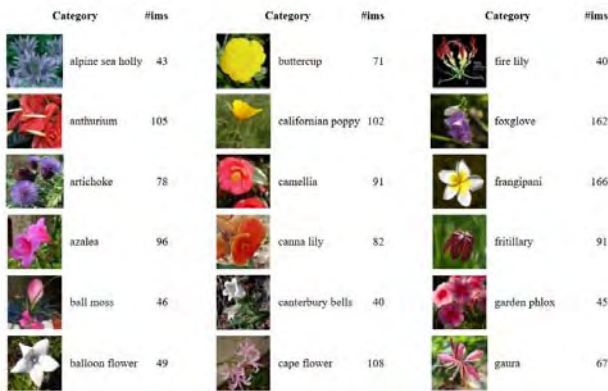 Category #ims Category #ims Category #ims
alpine sea holly 43 buttercup 71 fire lily 40
anthurium 105 californian poppy 102 foxglove 162
artichoke 78 camellia 91 frangipani 166
azalea 96 canna lily 82 fritillary 91
ball moss 46 canterbury bells 40 garden phlox 45
balloon flower 49 cape flower 108 gaura 67